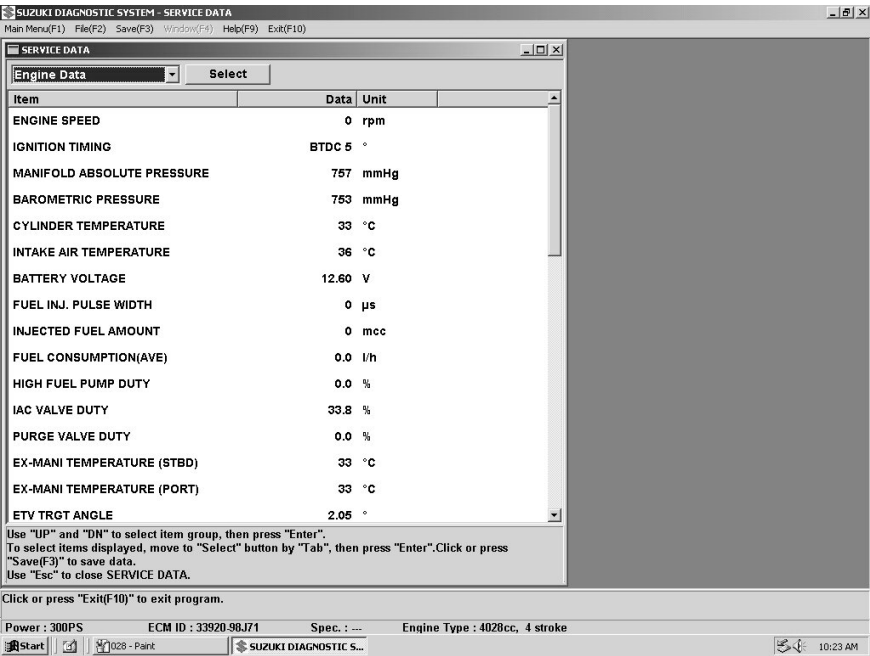 SUZUKI DIAGNOSTIC SYSTEM - SERVICE DATA
Main Menu(F1) File(F2) Save(F3) Window(F4) Help(F9) Exit(F10)
SERVICE DATA
Engine Data Select
Item Data Unit
ENGINE SPEED 0 rpm
IGNITION TIMING BTDC 5 °
MANIFOLD ABSOLUTE PRESSURE 757 mmHg
BAROMETRIC PRESSURE 753 mmHg
CYLINDER TEMPERATURE 33 °C
INTAKE AIR TEMPERATURE 36 °C
BATTERY VOLTAGE 12.60 V
FUEL INJ. PULSE WIDTH 0 µs
INJECTED FUEL AMOUNT 0 mcc
FUEL CONSUMPTION(AVE) 0.0 l/h
HIGH FUEL PUMP DUTY 0.0 %
IAC VALVE DUTY 33.8 %
PURGE VALVE DUTY 0.0 %
EX-MANI TEMPERATURE (STBD) 33 °C
EX-MANI TEMPERATURE (PORT) 33 °C
ETV TRGT ANGLE 2.05 °
Use "UP" and "DN" to select item group, then press "Enter".
To select items displayed, move to "Select" button by "Tab", then press "Enter".Click or press
"Save(F3)" to save data.
Use "Esc" to close SERVICE DATA.
Click or press "Exit(F10)" to exit program.
Power : 300PS ECM ID : 33920-98J71 Spec. : --- Engine Type : 4028cc, 4 stroke
Start 028 - Paint SUZUKI DIAGNOSTIC S... 10:23 AM